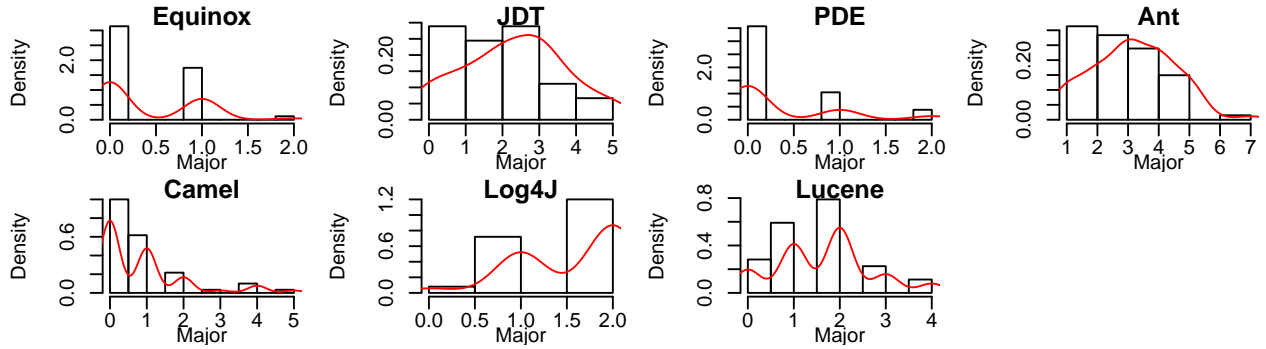 Equinox
Density
0.0 2.0
0.0 0.5 1.0 1.5 2.0
Major
JDT
Density
0.00 0.20
0 1 2 3 4 5
Major
PDE
Density
0.0 2.0
0.0 0.5 1.0 1.5 2.0
Major
Ant
Density
0.00 0.20
1 2 3 4 5 6 7
Major
Camel
Density
0.0 0.6
0 1 2 3 4 5
Major
Log4J
Density
0.0 0.6 1.2
0.0 0.5 1.0 1.5 2.0
Major
Lucene
Density
0.0 0.4 0.8
0 1 2 3 4
Major